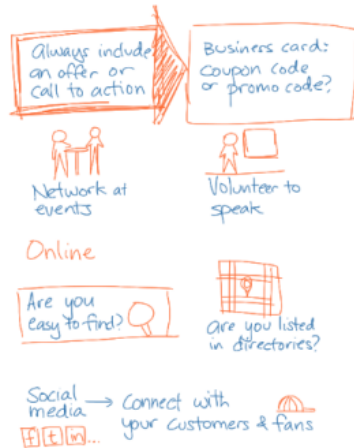 Always include
an offer or
call to action
Business card:
coupon code
or promo code?
Network at
events
Volunteer to
speak
Online
Are you
easy to find?
are you listed
in directories?
Social
media → Connect with
your customers & fans
f t in...